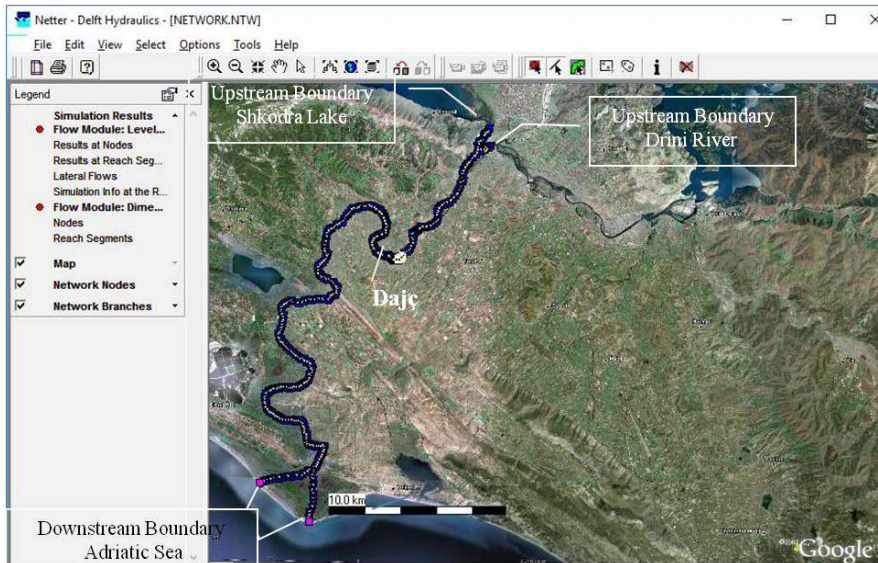 Netter - Delft Hydraulics - [NETWORK.NTW]
File Edit View Select Options Tools Help
Legend
Simulation Results
Flow Module: Level...
Results at Nodes
Results at Reach Seg...
Lateral Flows
Simulation Info at the R...
Flow Module: Dime...
Nodes
Reach Segments
Map
Network Nodes
Network Branches
Upstream Boundary
Shkodra Lake
Upstream Boundary
Drini River
Dajç
10.0 km
Downstream Boundary
Adriatic Sea
Google